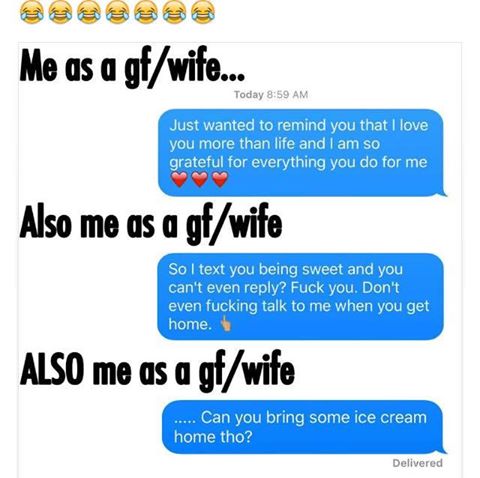 😂😂😂😂😂😂😂
Me as a gf/wife...
Today 8:59 AM
Just wanted to remind you that I love
you more than life and I am so
grateful for everything you do for me
❤️❤️❤️
Also me as a gf/wife
So I text you being sweet and you
can't even reply? Fuck you. Don't
even fucking talk to me when you get
home. 👆🏼
ALSO me as a gf/wife
..... Can you bring some ice cream
home tho?
Delivered